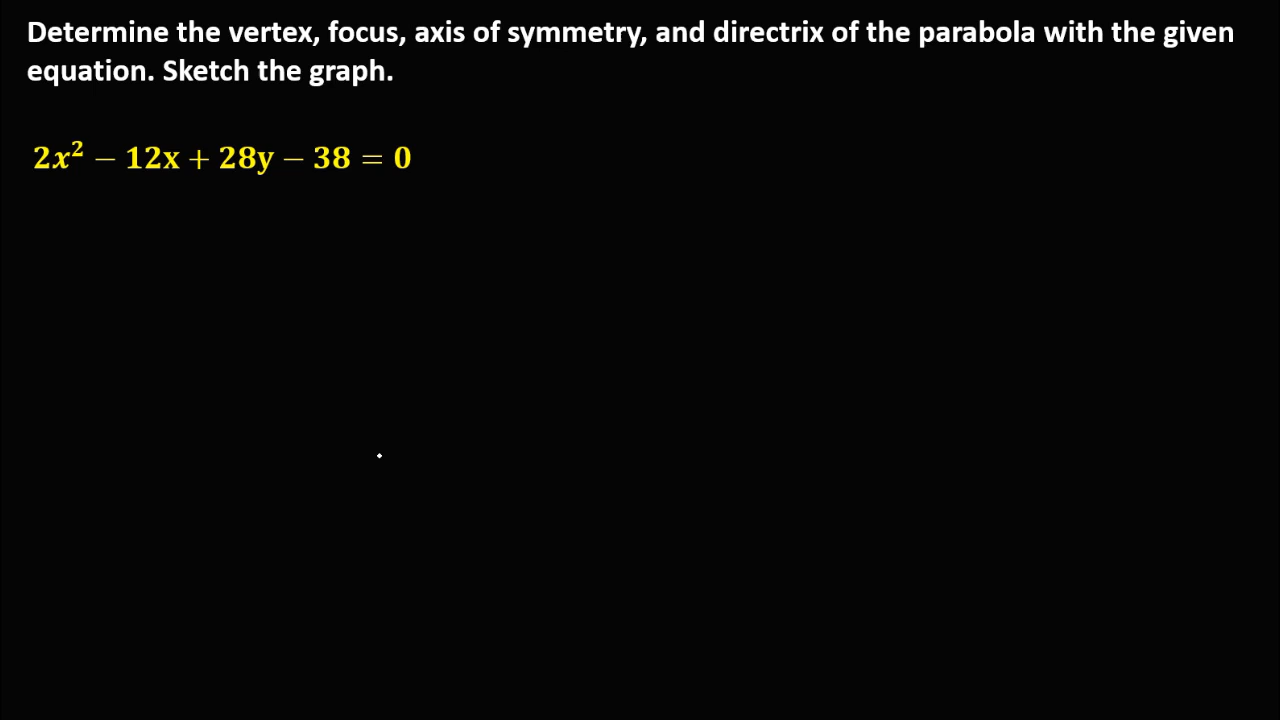 Determine the vertex, focus, axis of symmetry, and directrix of the parabola with the given
equation. Sketch the graph.
2x² − 12x + 28y − 38 = 0